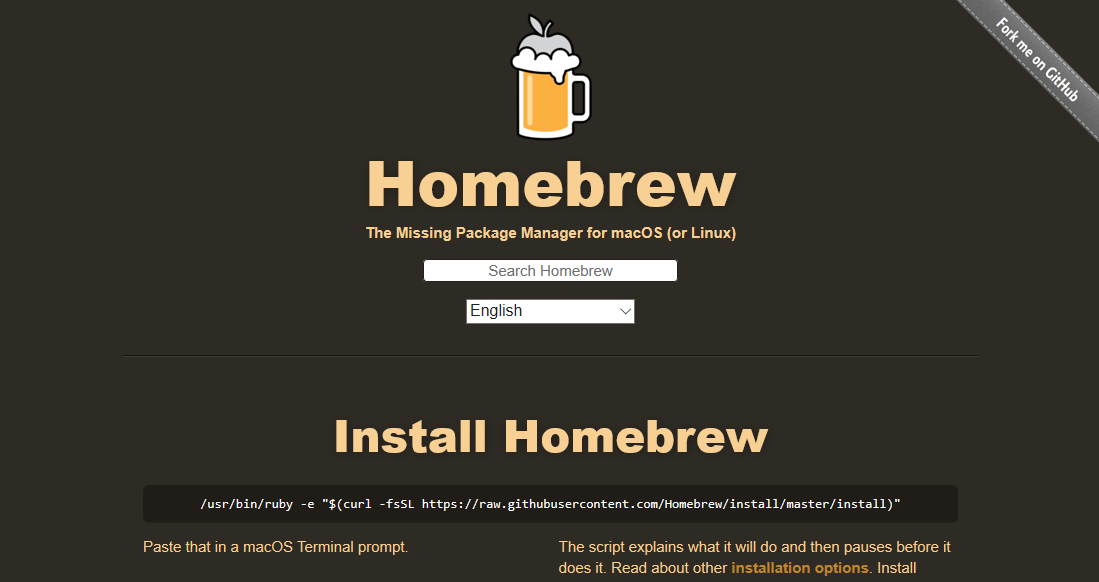 Fork me on GitHub
Homebrew
The Missing Package Manager for macOS (or Linux)
Search Homebrew
English
Install Homebrew
/usr/bin/ruby -e "$(curl -fsSL https://raw.githubusercontent.com/Homebrew/install/master/install)"
Paste that in a macOS Terminal prompt.
The script explains what it will do and then pauses before it
does it. Read about other installation options. Install